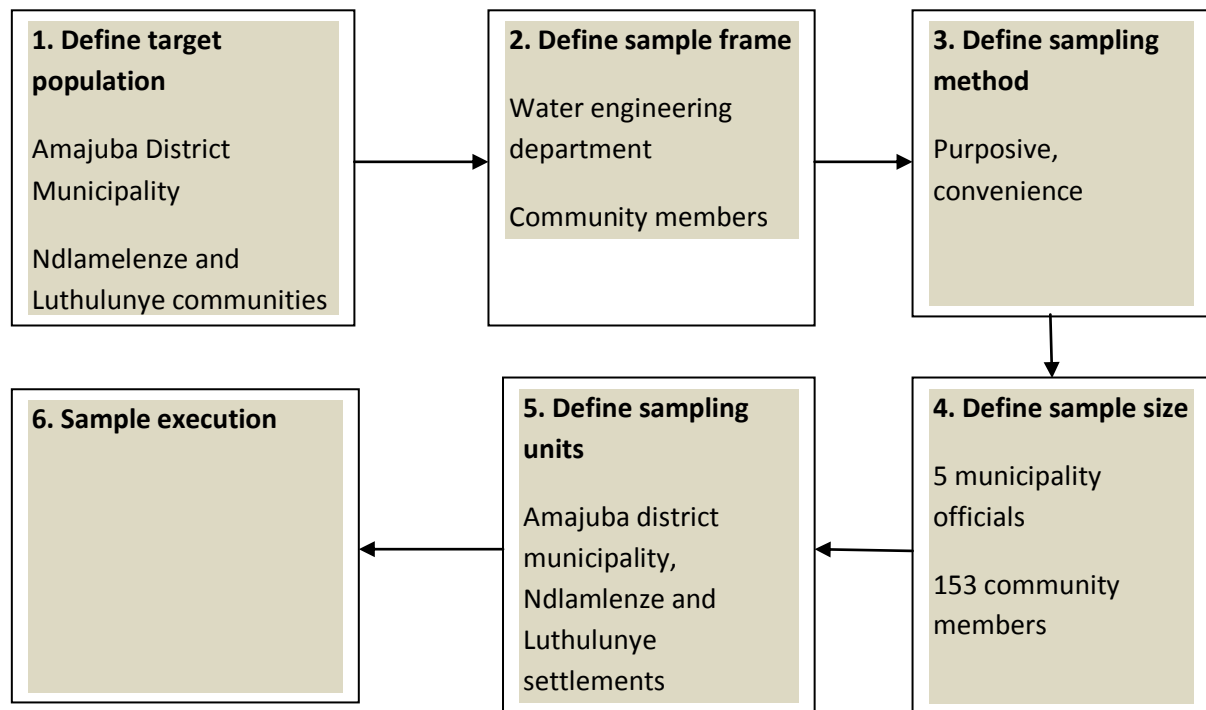 1. Define target
population
Amajuba District
Municipality
Ndlamelenze and
Luthulunye communities
2. Define sample frame
Water engineering
department
Community members
3. Define sampling
method
Purposive,
convenience
4. Define sample size
5 municipality
officials
153 community
members
5. Define sampling
units
Amajuba district
municipality,
Ndlamlenze and
Luthulunye
settlements
6. Sample execution